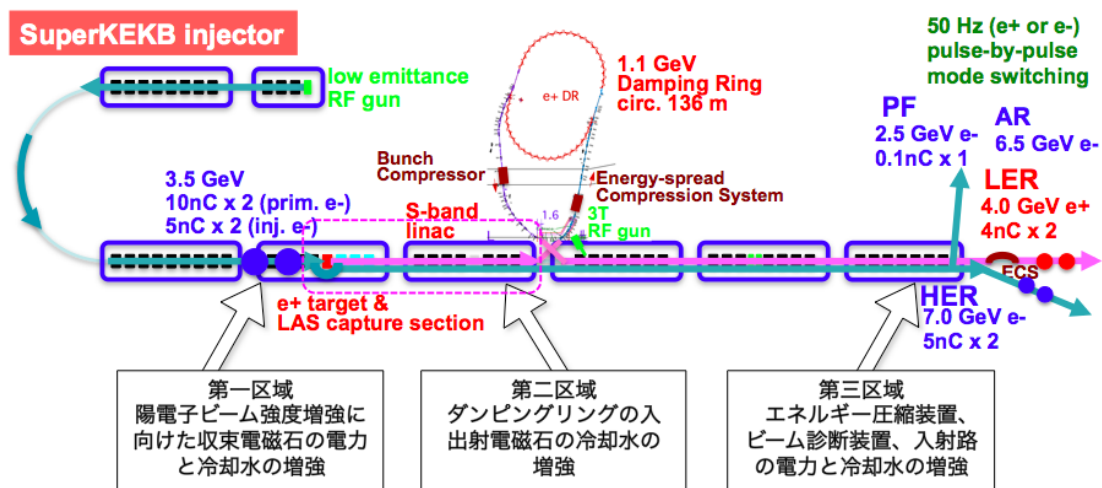 SuperKEKB injector
low emittance
RF gun
e+ DR
1.1 GeV
Damping Ring
circ. 136 m
50 Hz (e+ or e-)
pulse-by-pulse
mode switching
PF
2.5 GeV e-
0.1nC x 1
AR
6.5 GeV e-
LER
4.0 GeV e+
4nC x 2
Bunch
Compressor
Energy-spread
Compression System
3.5 GeV
10nC x 2 (prim. e-)
5nC x 2 (inj. e-)
S-band
linac
1.6
3T
RF gun
ECS
e+ target &
LAS capture section
HER
7.0 GeV e-
5nC x 2
第一区域
陽電子ビーム強度増強に
向けた収束電磁石の電力
と冷却水の増強
第二区域
ダンピングリングの入
出射電磁石の冷却水の
増強
第三区域
エネルギー圧縮装置、
ビーム診断装置、入射路
の電力と冷却水の増強